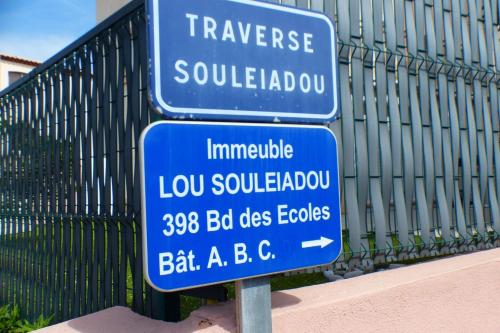 TRAVERSE
SOULEIADOU
Immeuble
LOU SOULEIADOU
398 Bd des Ecoles
Bât. A. B. C.